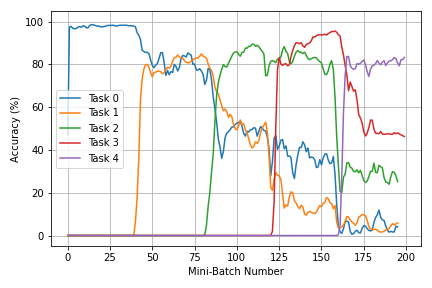 100
80
60
40
20
0
Accuracy (%)
Task 0
Task 1
Task 2
Task 3
Task 4
0 25 50 75 100 125 150 175 200
Mini-Batch Number